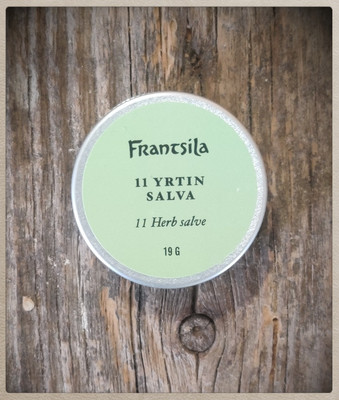 Frantsila
11 YRTIN
SALVA
11 Herb salve
19 G